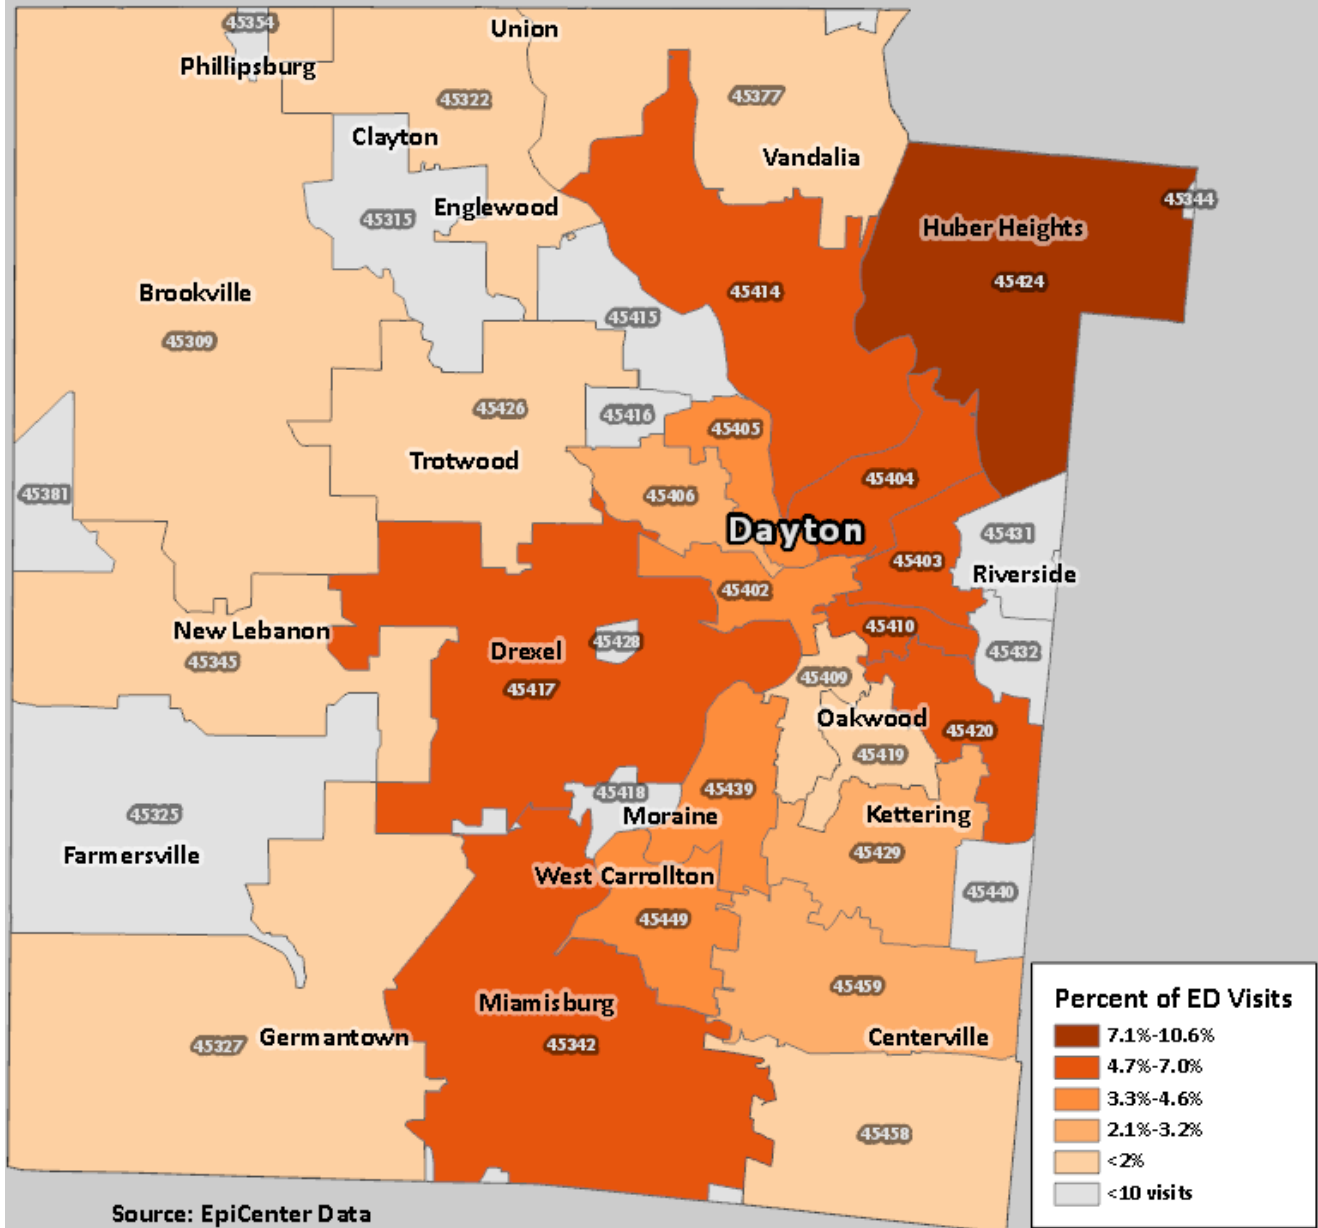 45354
Union
Phillipsburg
45322
45377
Clayton
Vandalia
45344
Englewood
45315
Huber Heights
45424
Brookville
45414
45415
45309
45426
45416
45405
Trotwood
45404
45381
45406
Dayton
45431
45403
Riverside
45402
New Lebanon
45410
45428
Drexel
45432
45345
45409
45417
Oakwood
45420
45419
45439
45418
45325
Moraine
Kettering
Farmersville
45429
West Carrollton
45440
45449
45459
Miamisburg
Germantown
45327
45342
Centerville
45458
Percent of ED Visits
7.1%-10.6%
4.7%-7.0%
3.3%-4.6%
2.1%-3.2%
<2%
<10 visits
Source: EpiCenter Data